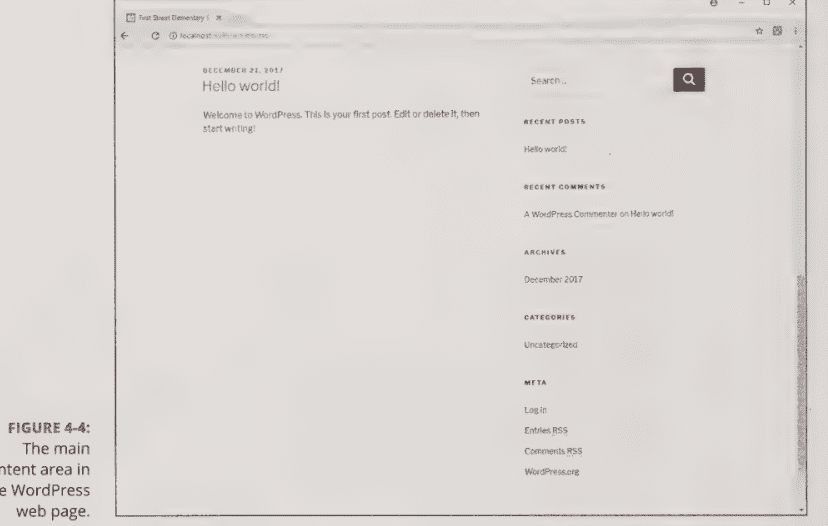 First Street Elementary
localhost
DECEMBER 21, 2017
Hello world!
Welcome to WordPress. This is your first post. Edit or delete it, then
start writing!
Search ...
RECENT POSTS
Hello world!
RECENT COMMENTS
A WordPress Commenter on Hello world!
ARCHIVES
December 2017
CATEGORIES
Uncategorized
META
Log in
Entries RSS
Comments RSS
WordPress.org
FIGURE 4-4:
The main
ntent area in
e WordPress
web page.